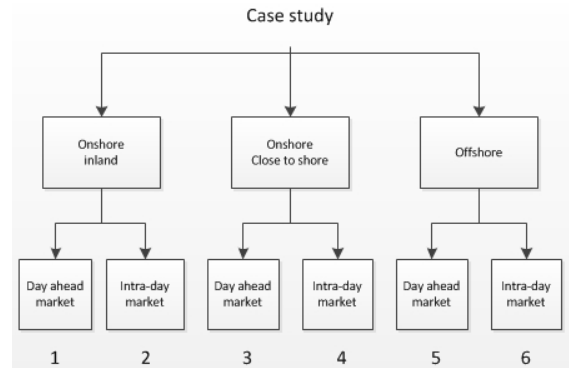 Case study
Onshore
inland
Onshore
Close to shore
Offshore
Day ahead
market
Intra-day
market
Day ahead
market
Intra-day
market
Day ahead
market
Intra-day
market
1
2
3
4
5
6